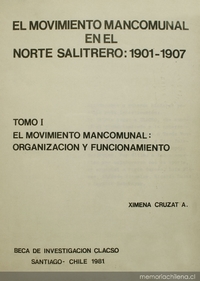 EL MOVIMIENTO MANCOMUNAL
EN EL
NORTE SALITRERO: 1901-1907
TOMO I
EL MOVIMIENTO MANCOMUNAL:
ORGANIZACION Y FUNCIONAMIENTO
XIMENA CRUZAT A.
BECA DE INVESTIGACION CLACSO
SANTIAGO - CHILE 1981
memoriachilena.cl